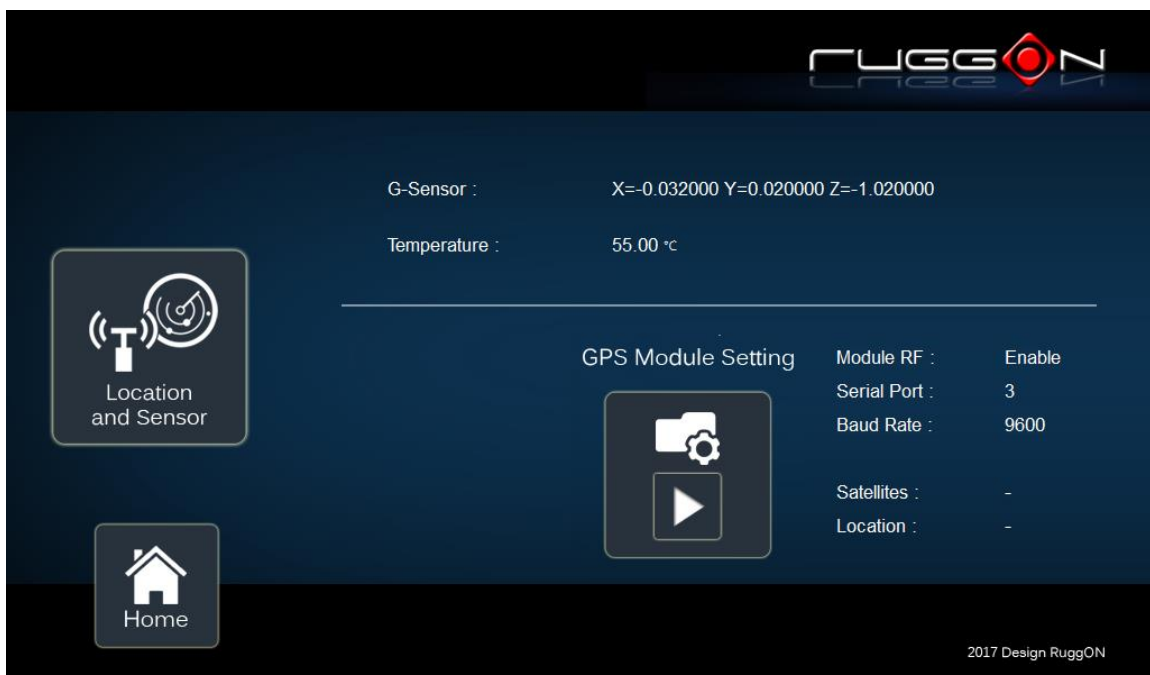 RUGGON
G-Sensor : X=-0.032000 Y=0.020000 Z=-1.020000
Temperature : 55.00 ℃
Location
and Sensor
GPS Module Setting
Module RF : Enable
Serial Port : 3
Baud Rate : 9600
Satellites : -
Location : -
Home
2017 Design RuggON